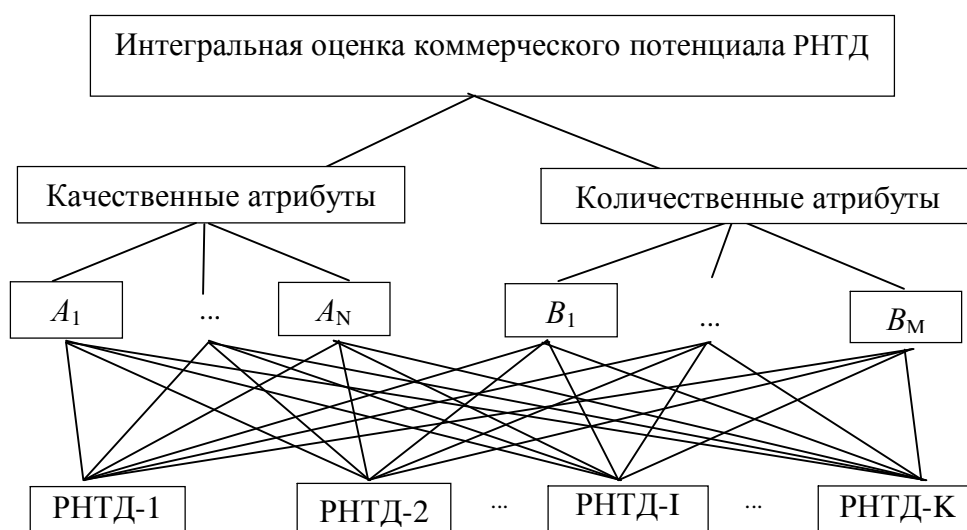 Интегральная оценка коммерческого потенциала РНТД
Качественные атрибуты
Количественные атрибуты
A1 ... AN B1 ... BM
РНТД-1 РНТД-2 ... РНТД-I ... РНТД-K